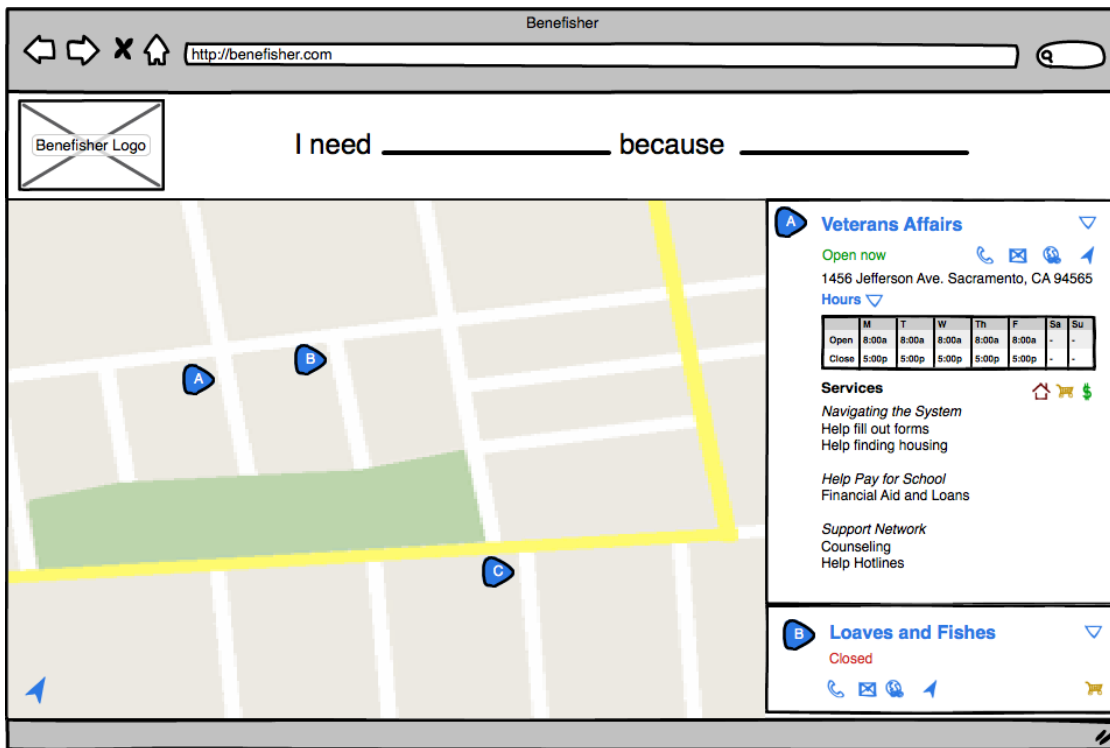 Benefisher
http://benefisher.com
Benefisher Logo
I need ______________ because ______________
A
B
C
A
Veterans Affairs
Open now
1456 Jefferson Ave. Sacramento, CA 94565
Hours
M T W Th F Sa Su
Open 8:00a 8:00a 8:00a 8:00a 8:00a - -
Close 5:00p 5:00p 5:00p 5:00p 5:00p - -
Services
$
Navigating the System
Help fill out forms
Help finding housing
Help Pay for School
Financial Aid and Loans
Support Network
Counseling
Help Hotlines
B
Loaves and Fishes
Closed